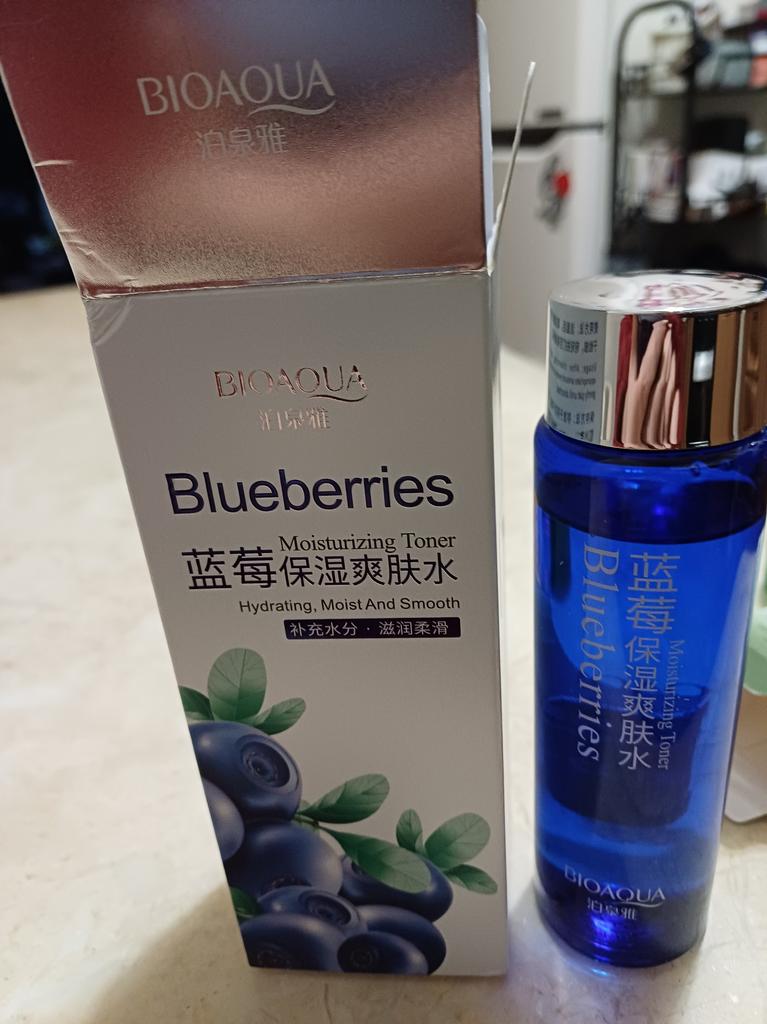 BIOAQUA
泊泉雅
BIOAQUA
泊泉雅
Blueberries
Moisturizing Toner
蓝莓保湿爽肤水
Hydrating, Moist And Smooth
补充水分·滋润柔滑
蓝莓保湿爽肤水
Moisturizing Toner
Blueberries
BIOAQUA
泊泉雅